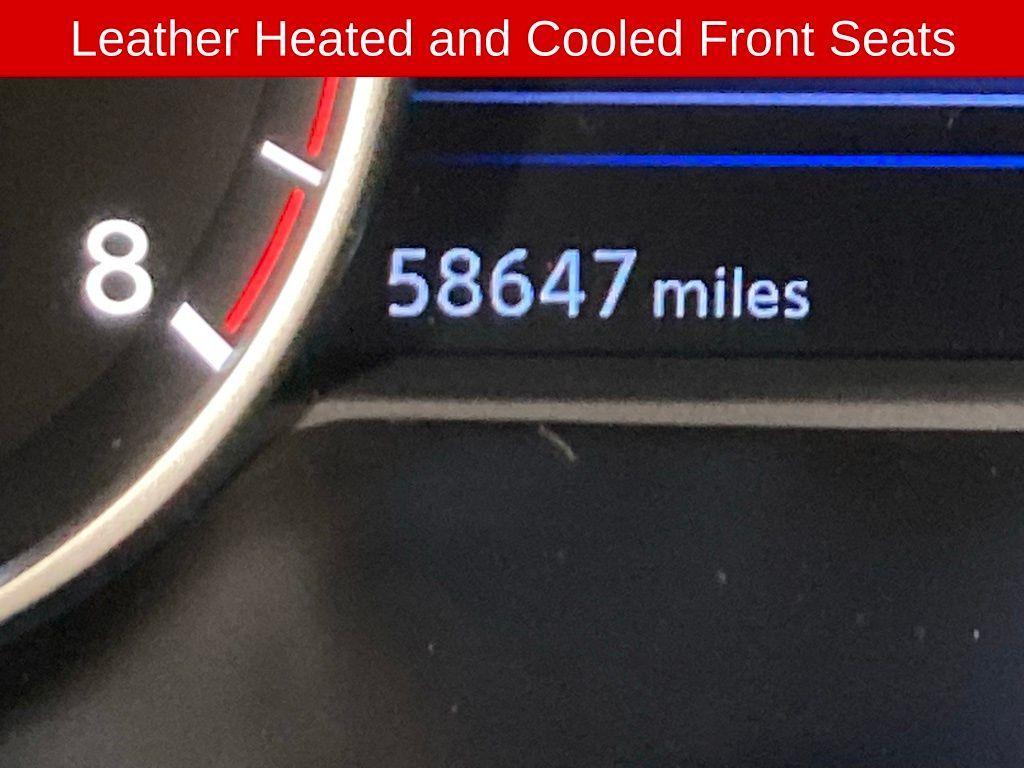 Leather Heated and Cooled Front Seats
8
58647 miles